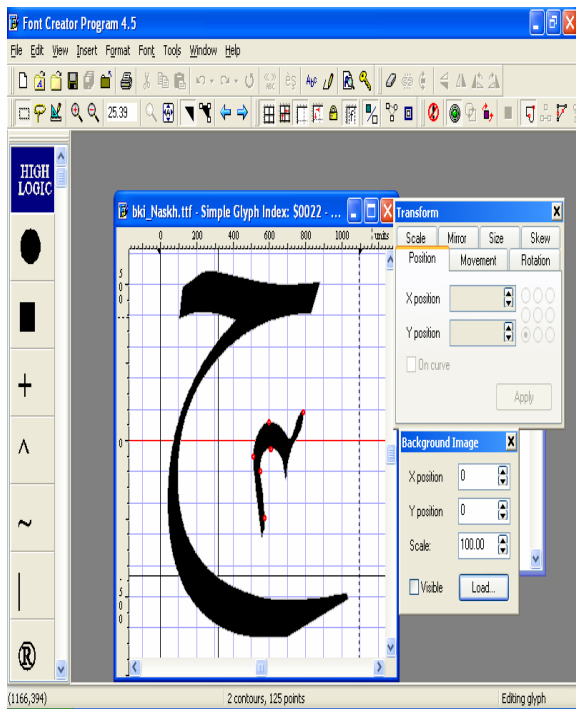 Font Creator Program 4.5
File Edit View Insert Format Font Tools Window Help
25.39
HIGH
LOGIC
+
^
~
|
®
bki_Naskh.ttf - Simple Glyph Index: $0022 - ...
0 200 400 600 800 1000 units
500
0
-500
ح
Transform
Scale Mirror Size Skew
Position Movement Rotation
X position
Y position
On curve
Apply
Background Image
X position 0
Y position 0
Scale: 100.00
Visible Load...
(1166,394) 2 contours, 125 points Editing glyph